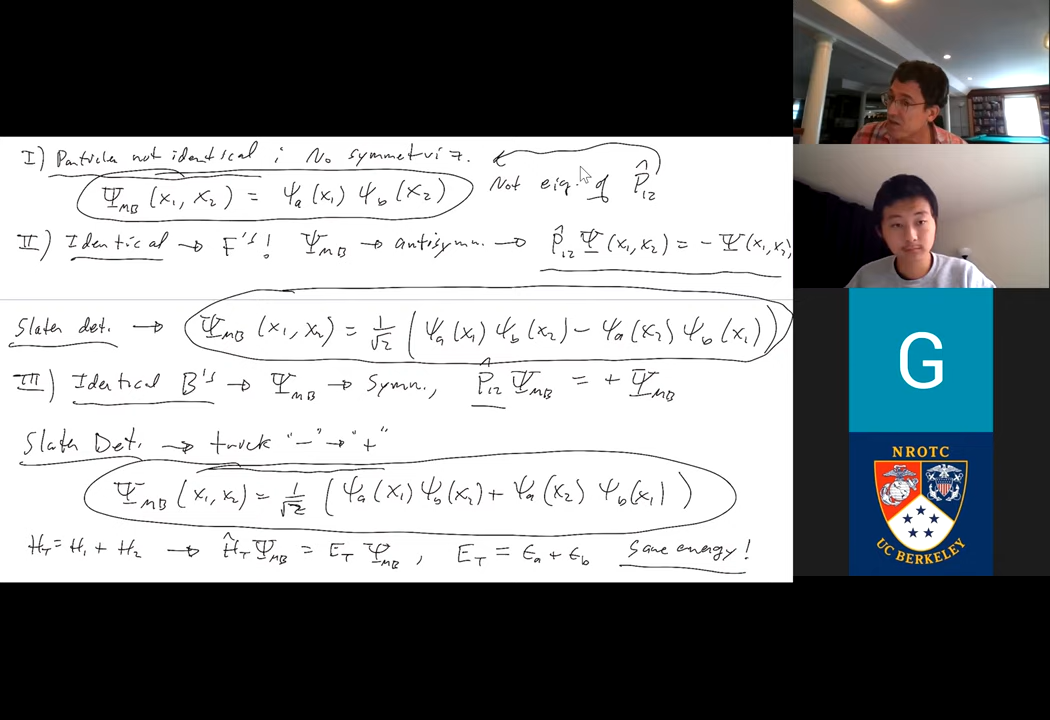 I) Particles not identical ; No symmetriz.
Not eig. of P̂₁₂
Ψ_MB (x₁, x₂) = ψ_a (x₁) ψ_b (x₂)
II) Identical → F's! Ψ_MB → antisymm. → P̂₁₂ Ψ (x₁, x₂) = - Ψ (x₁, x₂)
Slater det. → Ψ_MB (x₁, x₂) = 1/√2 ( ψ_a (x₁) ψ_b (x₂) - ψ_a (x₂) ψ_b (x₁) )
III) Identical B's → Ψ_MB → symm., P̂₁₂ Ψ_MB = + Ψ_MB
Slater Det. → trick "-" → "+"
Ψ_MB (x₁, x₂) = 1/√2 ( ψ_a (x₁) ψ_b (x₂) + ψ_a (x₂) ψ_b (x₁) )
H_T = H₁ + H₂ → Ĥ_T Ψ_MB = E_T Ψ_MB , E_T = ε_a + ε_b Same energy!
G
NROTC
UC BERKELEY